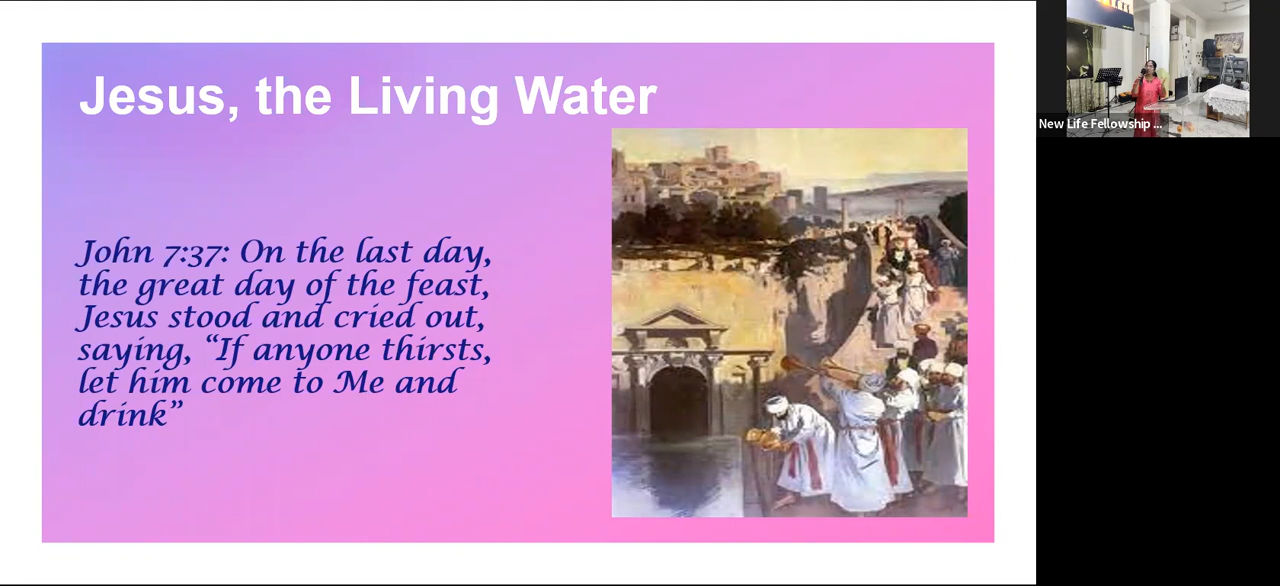 Jesus, the Living Water
John 7:37: On the last day,
the great day of the feast,
Jesus stood and cried out,
saying, “If anyone thirsts,
let him come to Me and
drink”
New Life Fellowship ...